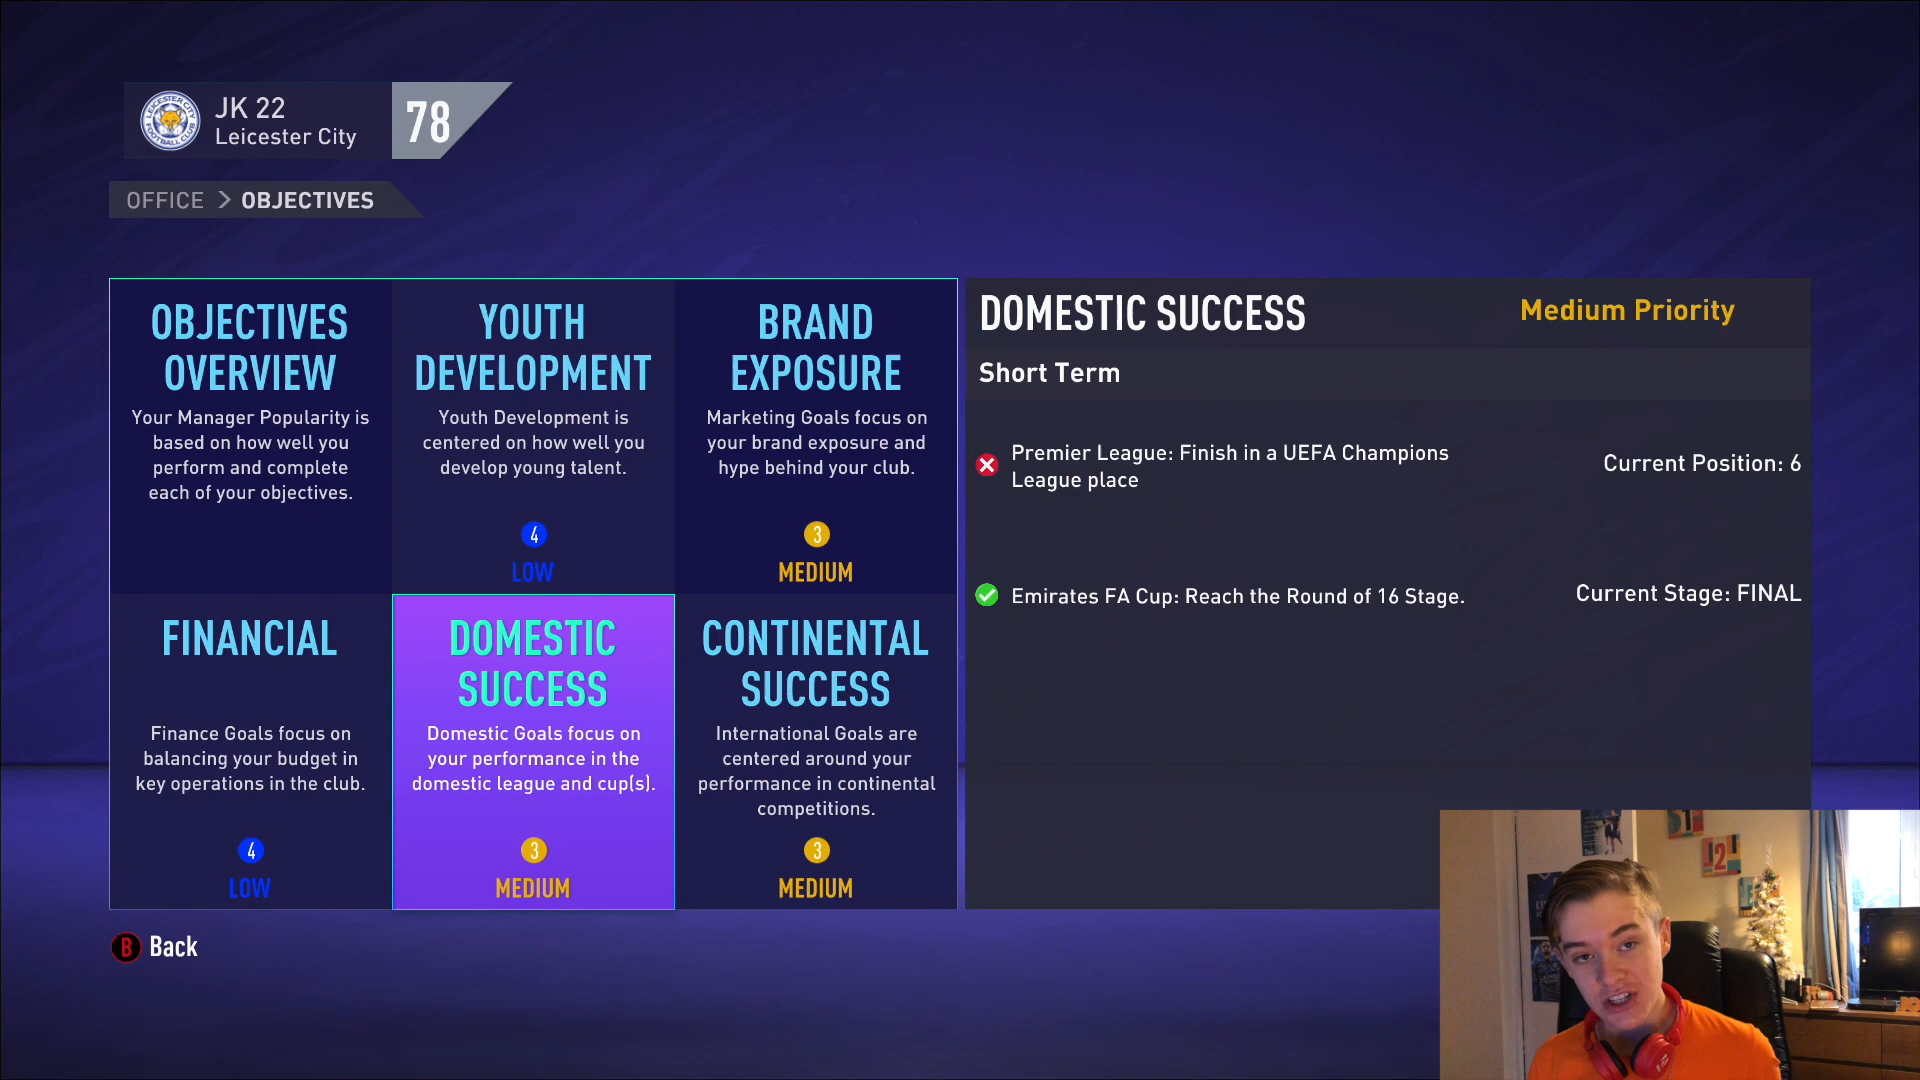 JK 22
Leicester City
78
OFFICE > OBJECTIVES
OBJECTIVES
OVERVIEW
Your Manager Popularity is
based on how well you
perform and complete
each of your objectives.
YOUTH
DEVELOPMENT
Youth Development is
centered on how well you
develop young talent.
4
LOW
BRAND
EXPOSURE
Marketing Goals focus on
your brand exposure and
hype behind your club.
3
MEDIUM
FINANCIAL
Finance Goals focus on
balancing your budget in
key operations in the club.
4
LOW
DOMESTIC
SUCCESS
Domestic Goals focus on
your performance in the
domestic league and cup(s).
3
MEDIUM
CONTINENTAL
SUCCESS
International Goals are
centered around your
performance in continental
competitions.
3
MEDIUM
DOMESTIC SUCCESS
Medium Priority
Short Term
Premier League: Finish in a UEFA Champions
League place
Current Position: 6
Emirates FA Cup: Reach the Round of 16 Stage.
Current Stage: FINAL
B Back